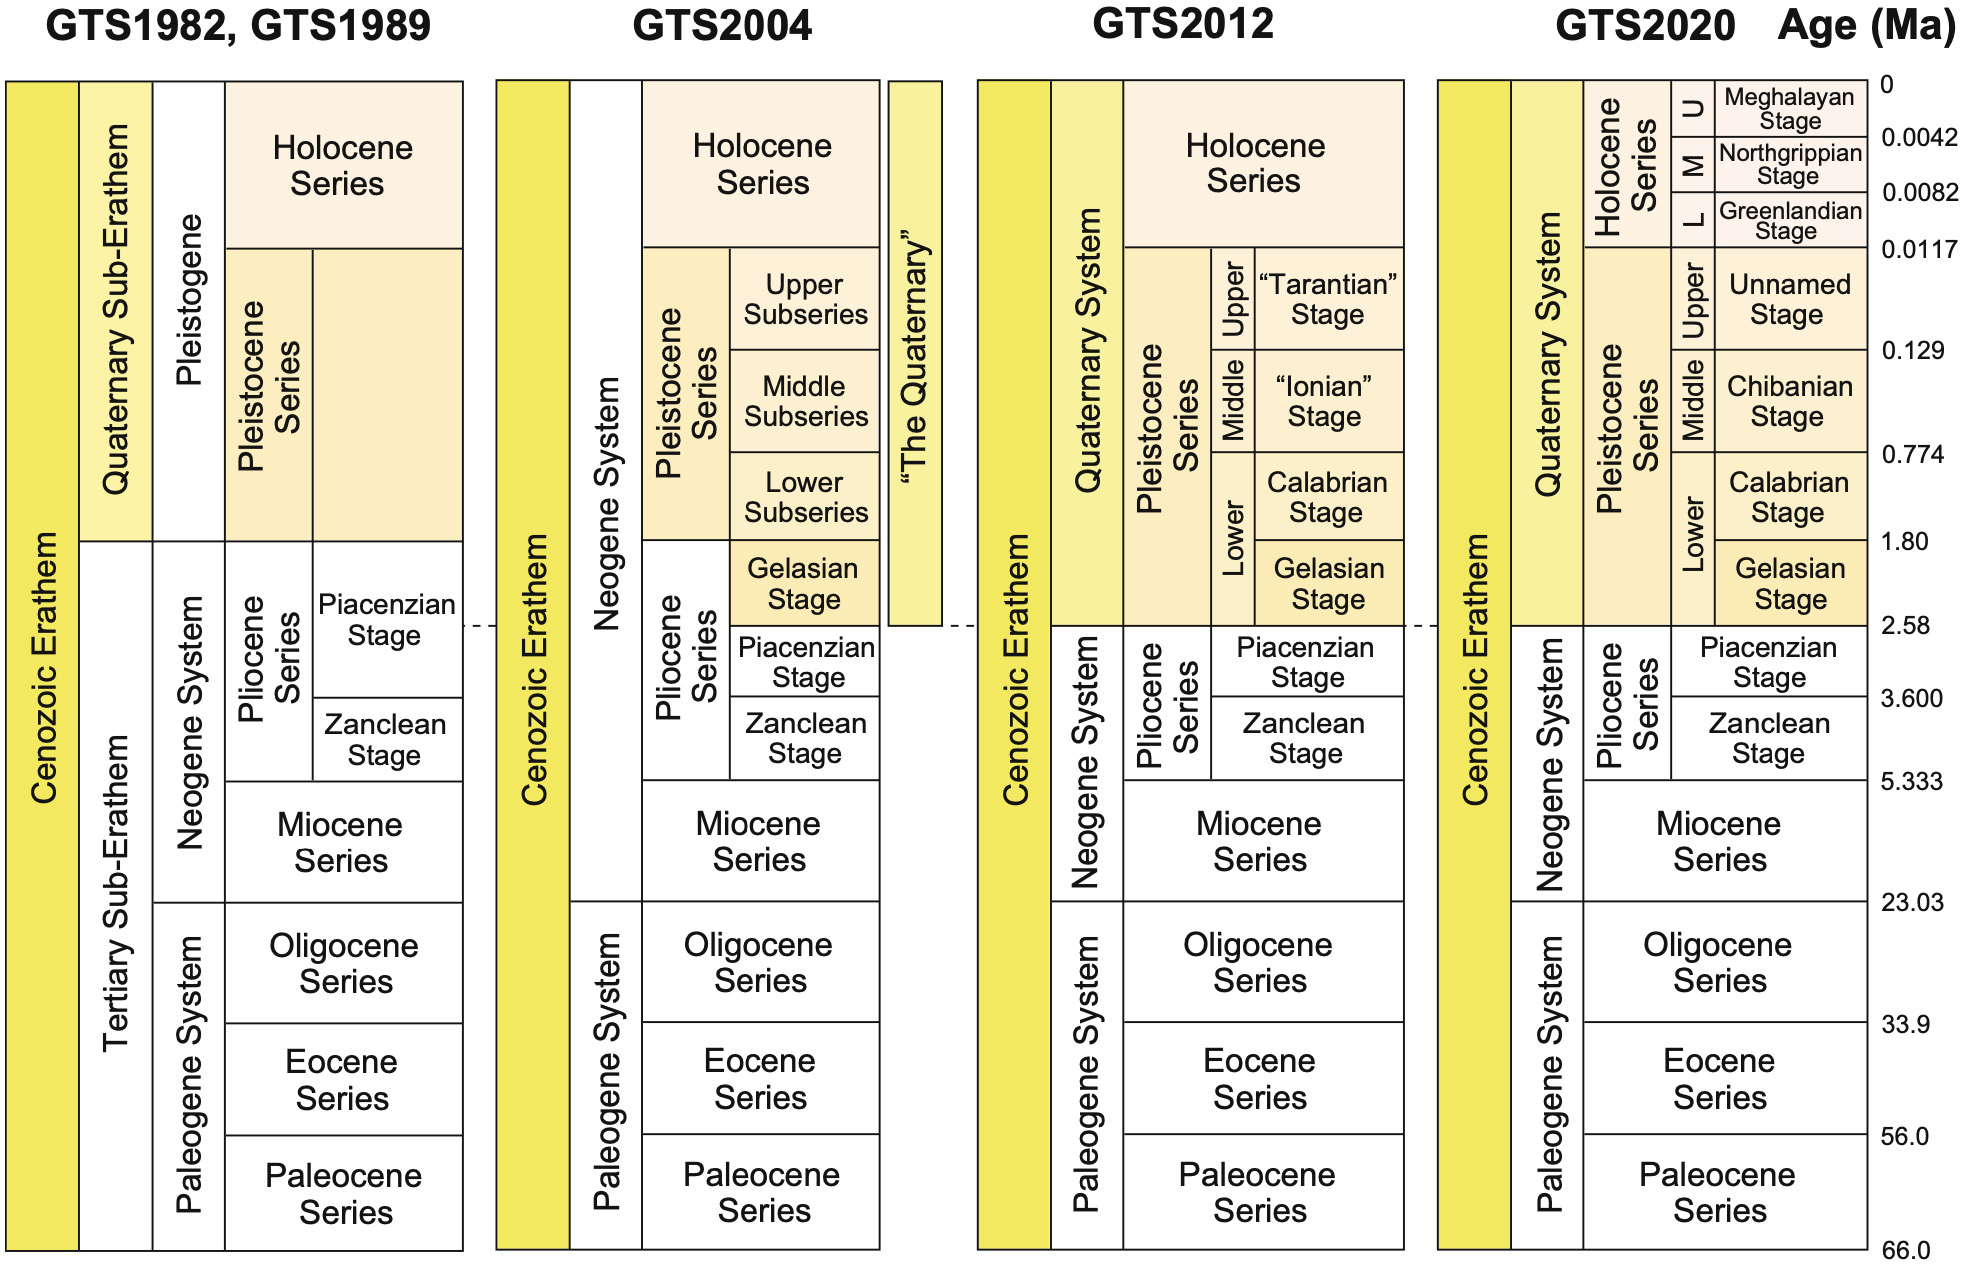 GTS1982, GTS1989
GTS2004
GTS2012
GTS2020
Age (Ma)
Cenozoic Erathem
Quaternary Sub-Erathem
Tertiary Sub-Erathem
Pleistogene
Neogene System
Paleogene System
Holocene
Series
Pleistocene
Series
Pliocene
Series
Piacenzian
Stage
Zanclean
Stage
Miocene
Series
Oligocene
Series
Eocene
Series
Paleocene
Series
Cenozoic Erathem
Neogene System
Paleogene System
Holocene
Series
Pleistocene
Series
Upper
Subseries
Middle
Subseries
Lower
Subseries
Pliocene
Series
Gelasian
Stage
Piacenzian
Stage
Zanclean
Stage
Miocene
Series
Oligocene
Series
Eocene
Series
Paleocene
Series
“The Quaternary”
Cenozoic Erathem
Quaternary System
Neogene System
Paleogene System
Holocene
Series
Pleistocene
Series
Upper
“Tarantian”
Stage
Middle
“Ionian”
Stage
Lower
Calabrian
Stage
Gelasian
Stage
Pliocene
Series
Piacenzian
Stage
Zanclean
Stage
Miocene
Series
Oligocene
Series
Eocene
Series
Paleocene
Series
Cenozoic Erathem
Quaternary System
Neogene System
Paleogene System
Holocene
Series
U
Meghalayan
Stage
M
Northgrippian
Stage
L
Greenlandian
Stage
Pleistocene
Series
Upper
Unnamed
Stage
Middle
Chibanian
Stage
Lower
Calabrian
Stage
Gelasian
Stage
Pliocene
Series
Piacenzian
Stage
Zanclean
Stage
Miocene
Series
Oligocene
Series
Eocene
Series
Paleocene
Series
0
0.0042
0.0082
0.0117
0.129
0.774
1.80
2.58
3.600
5.333
23.03
33.9
56.0
66.0